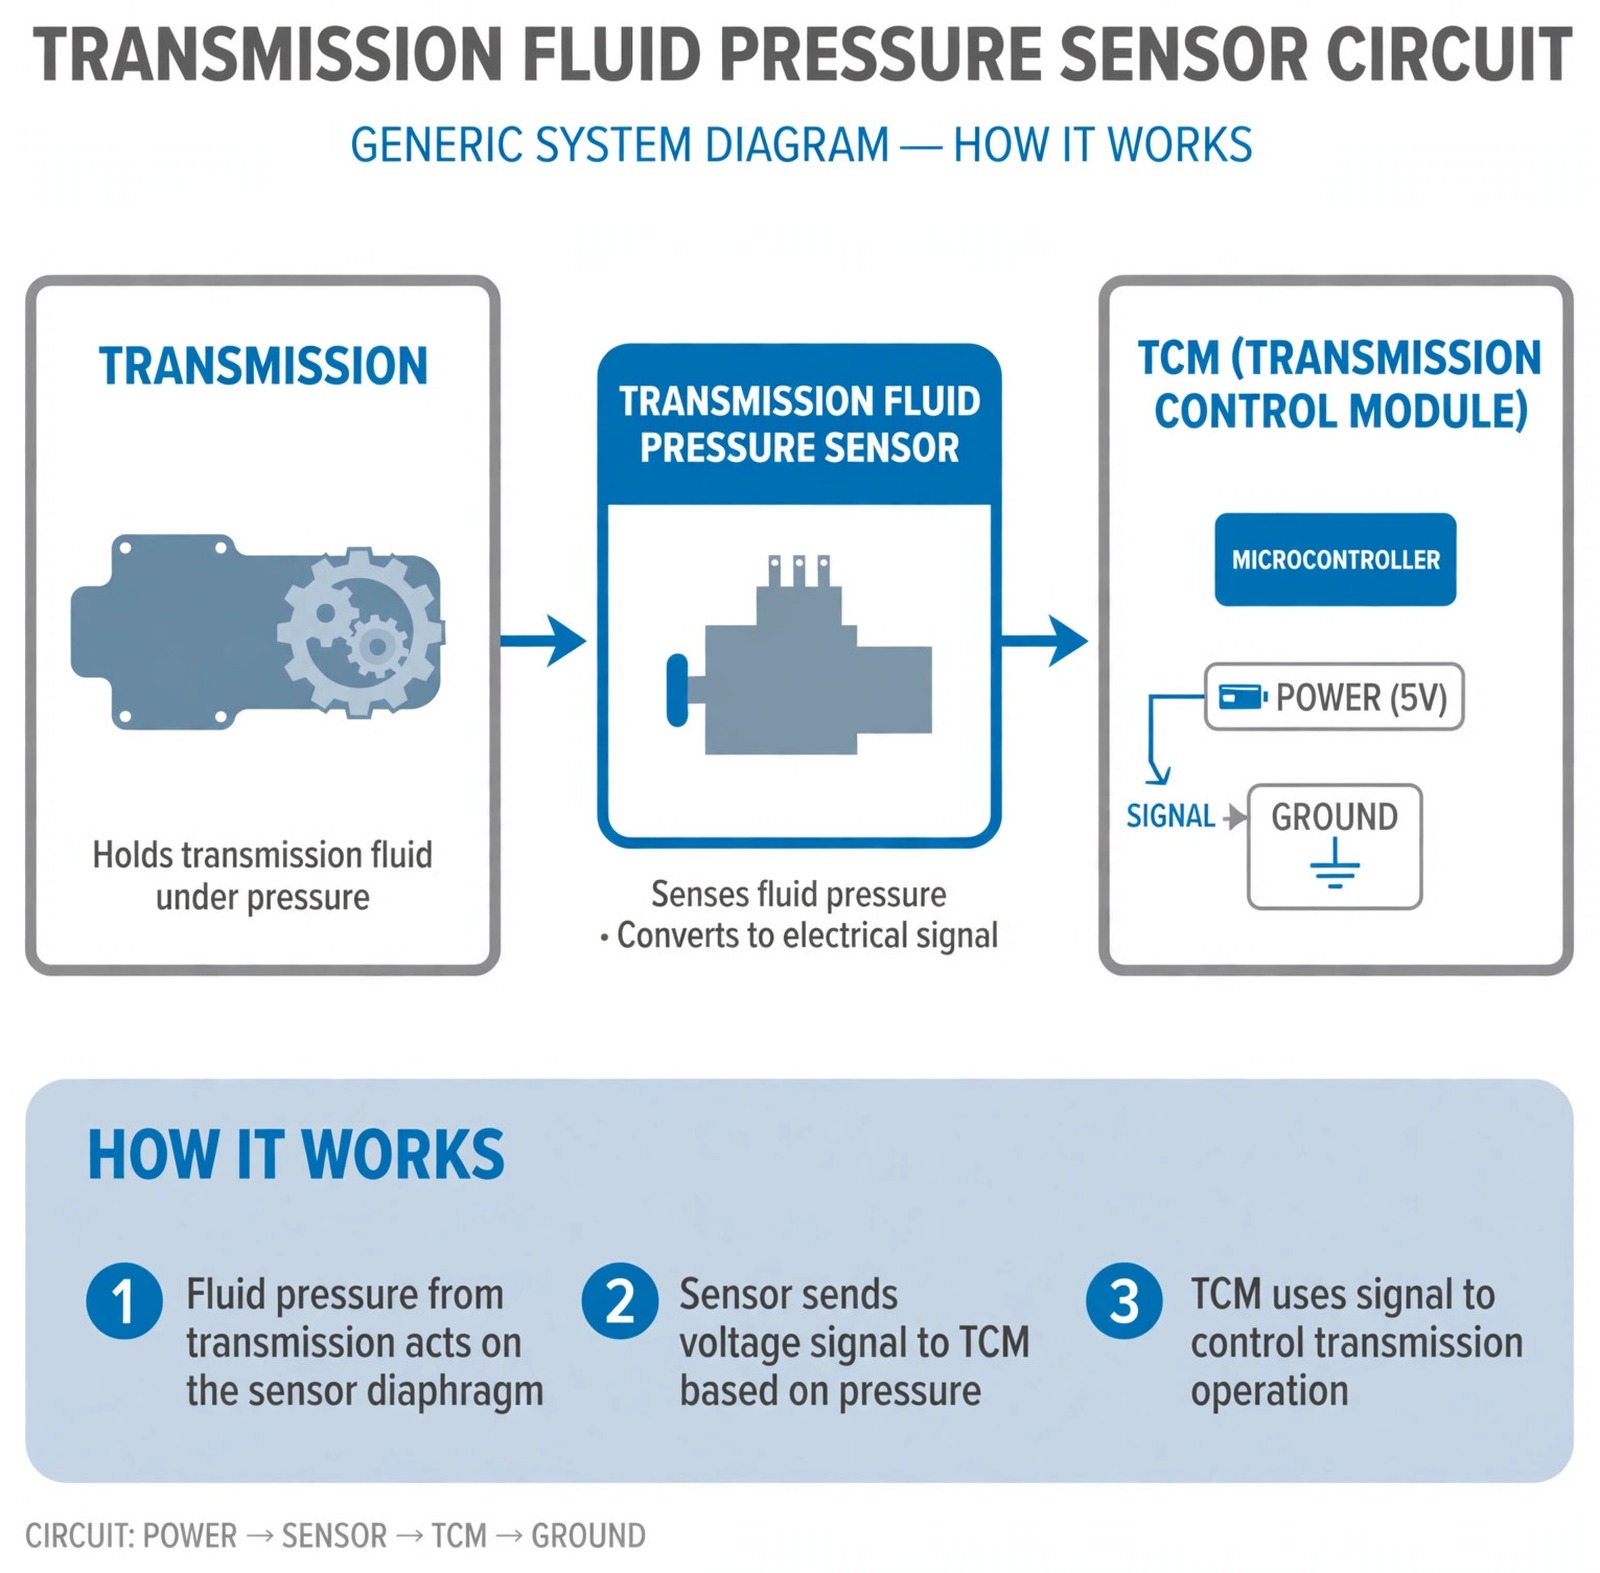 TRANSMISSION FLUID PRESSURE SENSOR CIRCUIT
GENERIC SYSTEM DIAGRAM — HOW IT WORKS
TRANSMISSION
Holds transmission fluid
under pressure
TRANSMISSION FLUID
PRESSURE SENSOR
Senses fluid pressure
• Converts to electrical signal
TCM (TRANSMISSION
CONTROL MODULE)
MICROCONTROLLER
POWER (5V)
SIGNAL
GROUND
HOW IT WORKS
1
Fluid pressure from
transmission acts on
the sensor diaphragm
2
Sensor sends
voltage signal to TCM
based on pressure
3
TCM uses signal to
control transmission
operation
CIRCUIT: POWER → SENSOR → TCM → GROUND